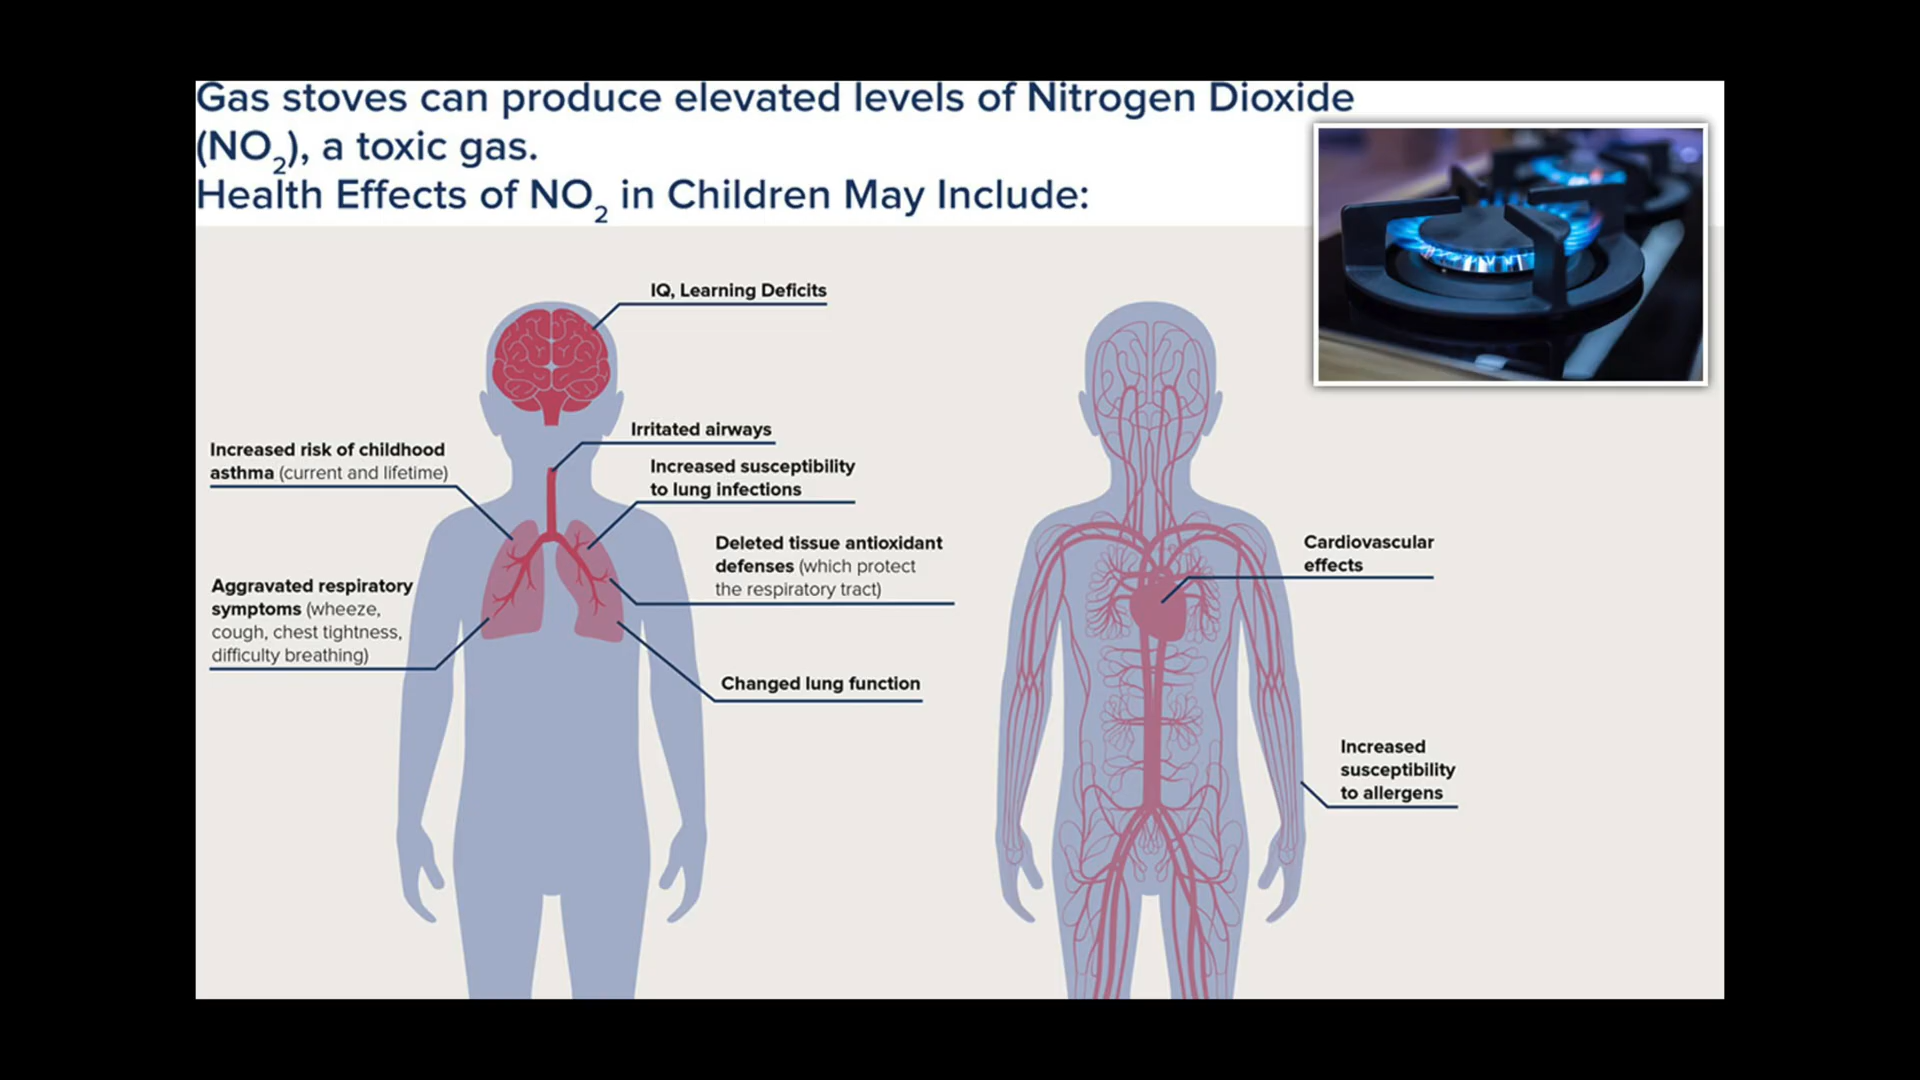 Gas stoves can produce elevated levels of Nitrogen Dioxide
(NO₂), a toxic gas.
Health Effects of NO₂ in Children May Include:
IQ, Learning Deficits
Irritated airways
Increased risk of childhood
asthma (current and lifetime)
Increased susceptibility
to lung infections
Deleted tissue antioxidant
defenses (which protect
the respiratory tract)
Aggravated respiratory
symptoms (wheeze,
cough, chest tightness,
difficulty breathing)
Changed lung function
Cardiovascular
effects
Increased
susceptibility
to allergens